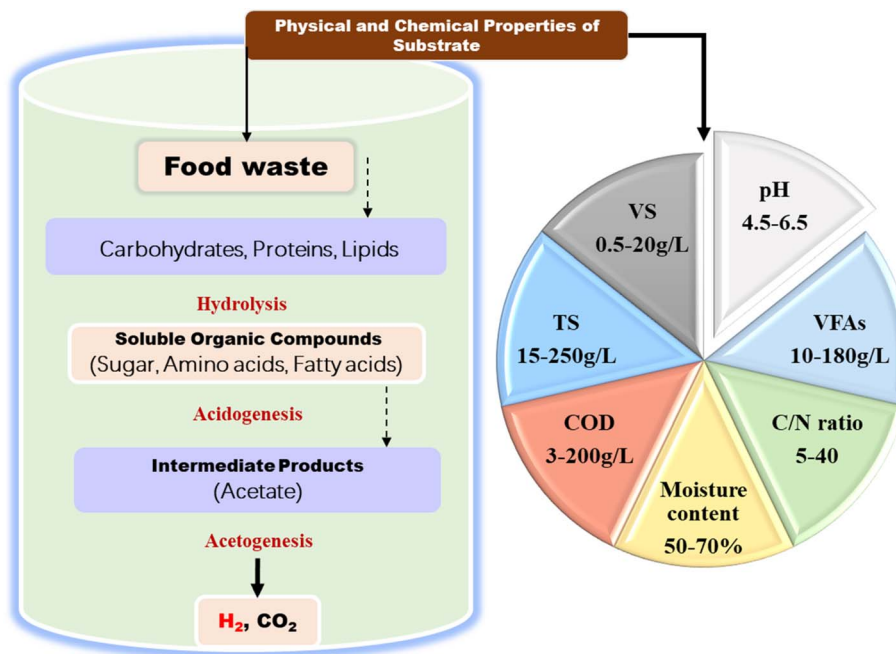 Physical and Chemical Properties of
Substrate
Food waste
Carbohydrates, Proteins, Lipids
Hydrolysis
Soluble Organic Compounds
(Sugar, Amino acids, Fatty acids)
Acidogenesis
Intermediate Products
(Acetate)
Acetogenesis
H₂, CO₂
pH
4.5-6.5
VFAs
10-180g/L
C/N ratio
5-40
Moisture
content
50-70%
COD
3-200g/L
TS
15-250g/L
VS
0.5-20g/L